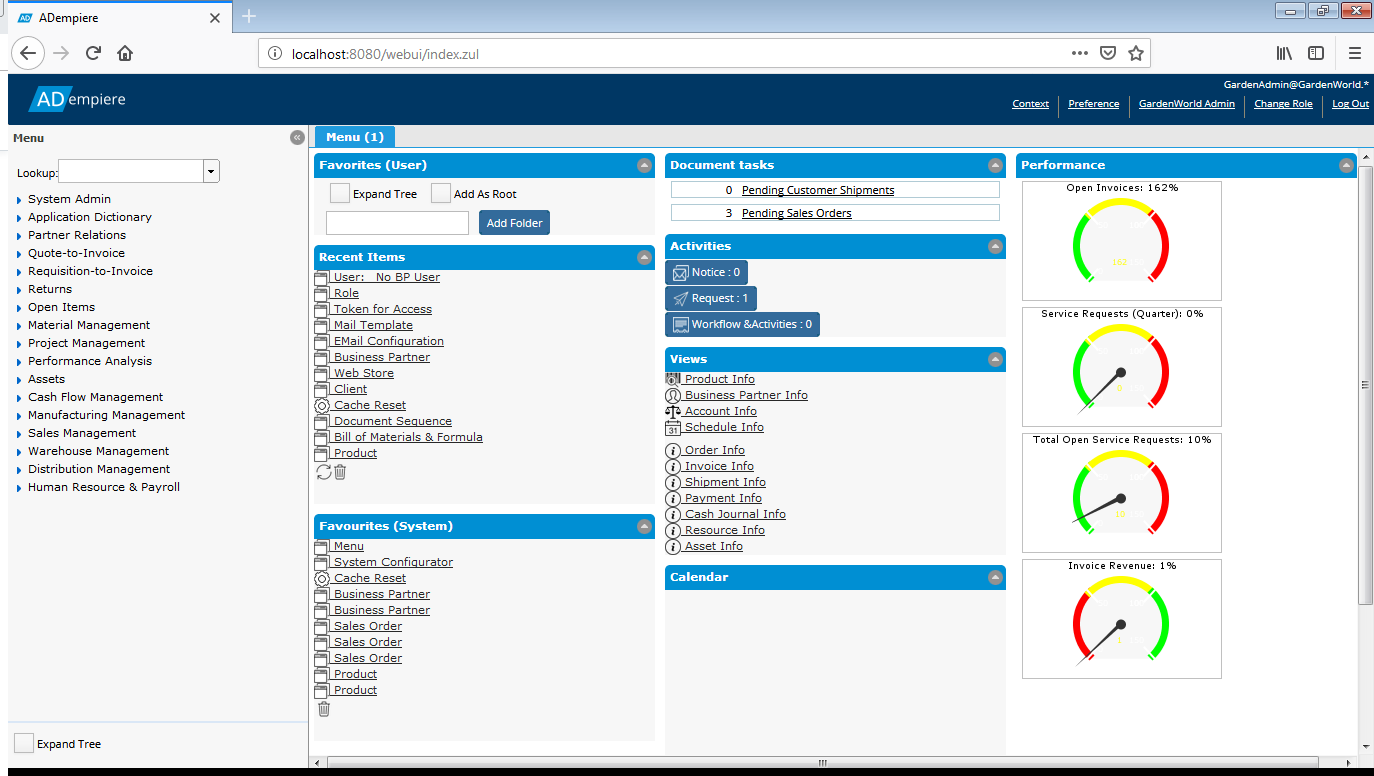 ADempiere
localhost:8080/webui/index.zul
ADempiere
GardenAdmin@GardenWorld.*
Context Preference GardenWorld Admin Change Role Log Out
Menu
Lookup:
System Admin
Application Dictionary
Partner Relations
Quote-to-Invoice
Requisition-to-Invoice
Returns
Open Items
Material Management
Project Management
Performance Analysis
Assets
Cash Flow Management
Manufacturing Management
Sales Management
Warehouse Management
Distribution Management
Human Resource & Payroll
Expand Tree
Menu (1)
Favorites (User)
Expand Tree Add As Root
Add Folder
Recent Items
User: No BP User
Role
Token for Access
Mail Template
EMail Configuration
Business Partner
Web Store
Client
Cache Reset
Document Sequence
Bill of Materials & Formula
Product
Favourites (System)
Menu
System Configurator
Cache Reset
Business Partner
Business Partner
Sales Order
Sales Order
Sales Order
Product
Product
Document tasks
0 Pending Customer Shipments
3 Pending Sales Orders
Activities
Notice : 0
Request : 1
Workflow &Activities : 0
Views
Product Info
Business Partner Info
Account Info
31 Schedule Info
Order Info
Invoice Info
Shipment Info
Payment Info
Cash Journal Info
Resource Info
Asset Info
Calendar
Performance
Open Invoices: 162%
162
Service Requests (Quarter): 0%
Total Open Service Requests: 10%
10
Invoice Revenue: 1%